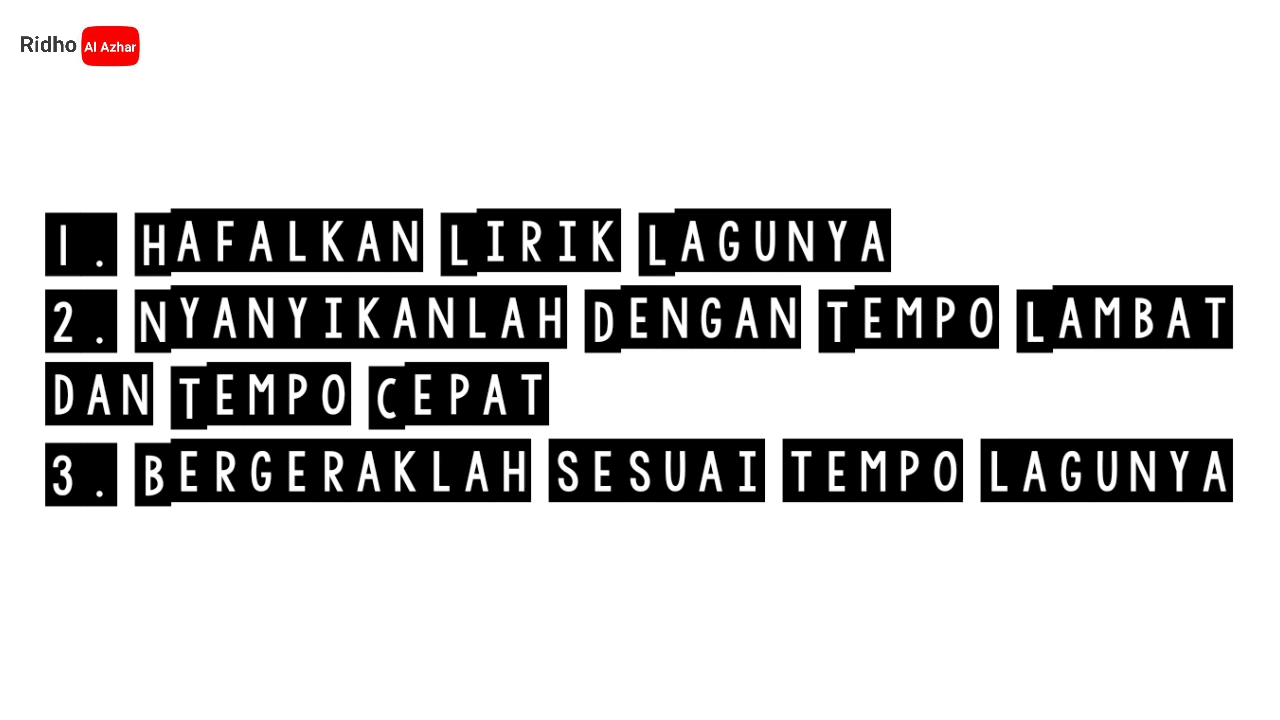 Ridho Al Azhar
1. Hafalkan Lirik Lagunya
2. Nyanyikanlah Dengan Tempo Lambat
dan Tempo Cepat
3. Bergeraklah sesuai tempo lagunya